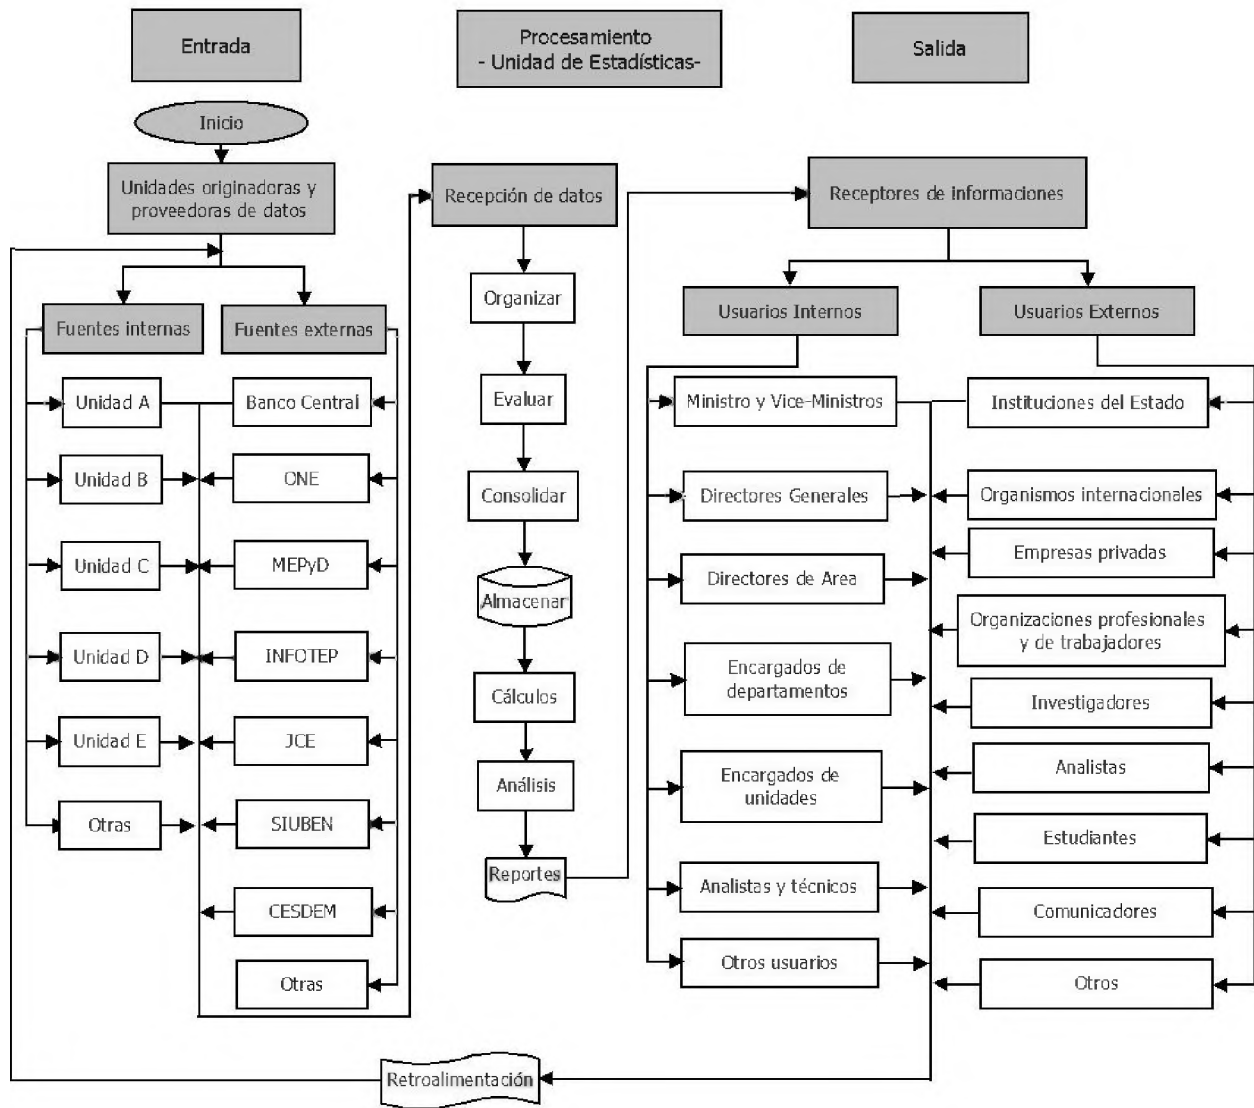 Entrada
Procesamiento
- Unidad de Estadísticas-
Salida
Inicio
Unidades originadoras y
proveedoras de datos
Recepción de datos
Receptores de informaciones
Fuentes internas
Fuentes externas
Unidad A
Unidad B
Unidad C
Unidad D
Unidad E
Otras
Banco Central
ONE
MEPyD
INFOTEP
JCE
SIUBEN
CESDEM
Otras
Organizar
Evaluar
Consolidar
Almacenar
Cálculos
Análisis
Reportes
Usuarios Internos
Usuarios Externos
Ministro y Vice-Ministros
Directores Generales
Directores de Area
Encargados de
departamentos
Encargados de
unidades
Analistas y técnicos
Otros usuarios
Instituciones del Estado
Organismos internacionales
Empresas privadas
Organizaciones profesionales
y de trabajadores
Investigadores
Analistas
Estudiantes
Comunicadores
Otros
Retroalimentación